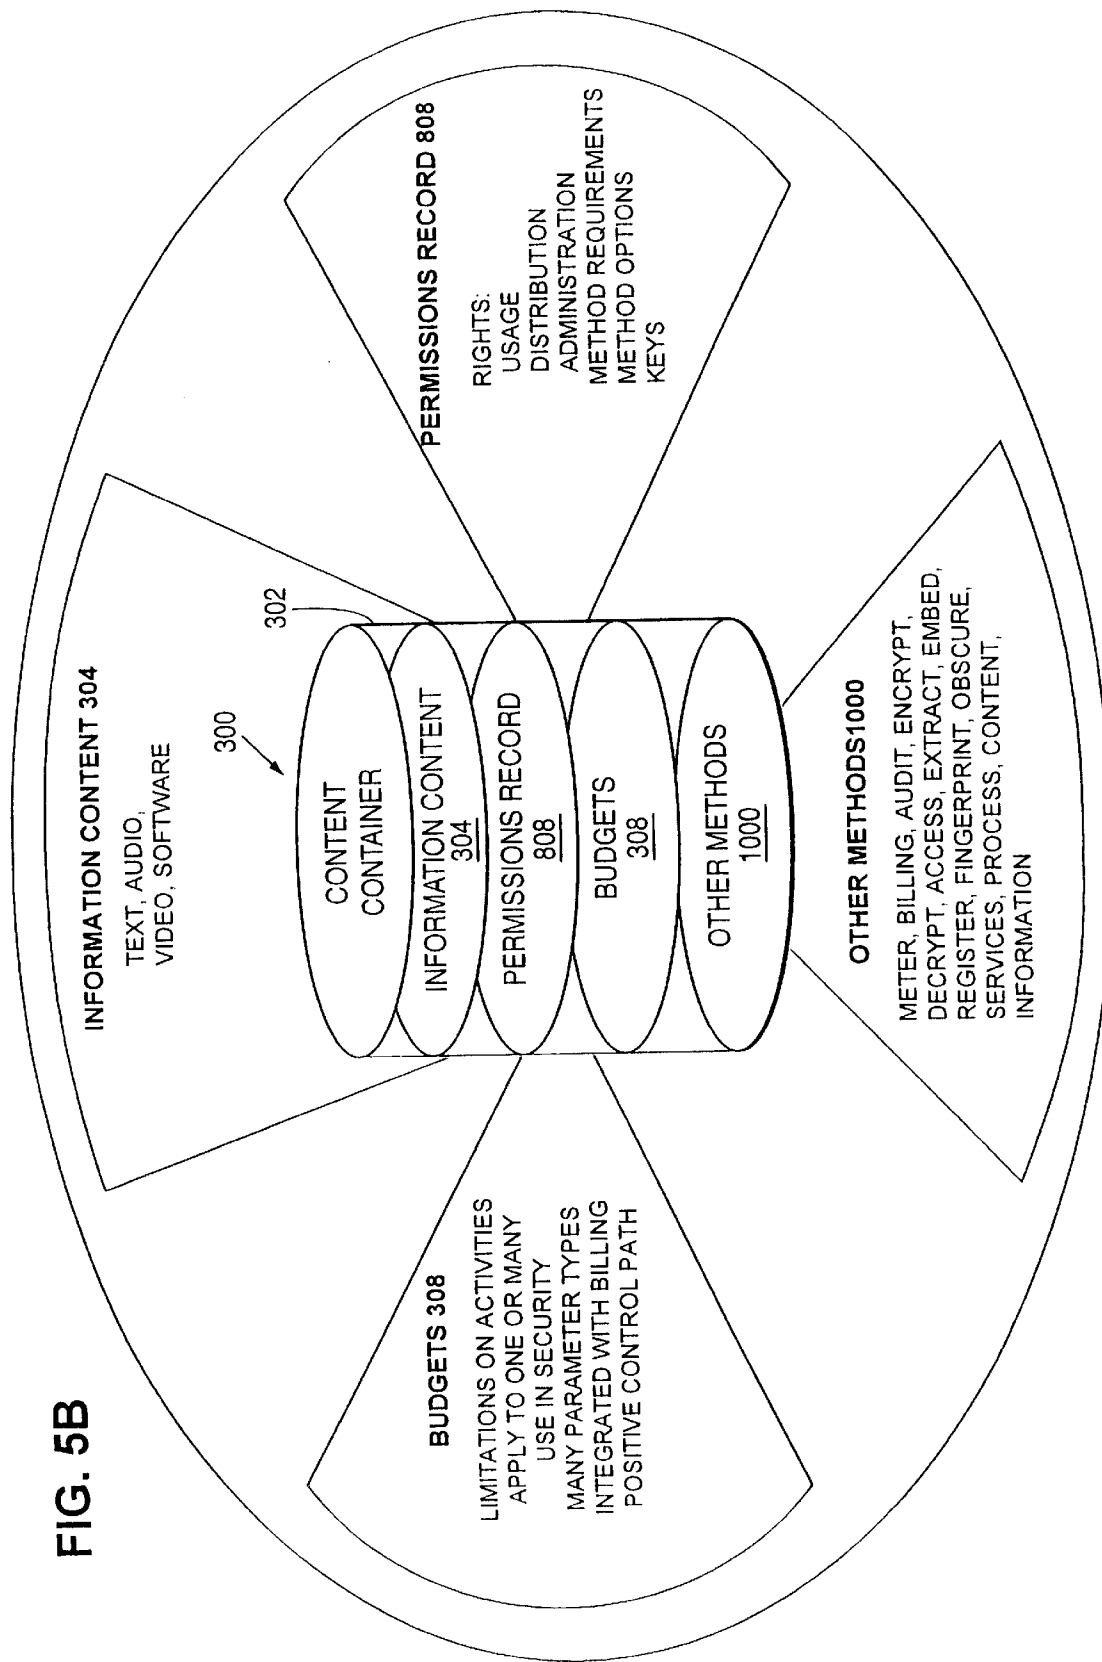 FIG. 5B
INFORMATION CONTENT 304
TEXT, AUDIO,
VIDEO, SOFTWARE
300
302
CONTENT
CONTAINER
INFORMATION CONTENT
304
PERMISSIONS RECORD
808
BUDGETS
308
OTHER METHODS
1000
BUDGETS 308
LIMITATIONS ON ACTIVITIES
APPLY TO ONE OR MANY
USE IN SECURITY
MANY PARAMETER TYPES
INTEGRATED WITH BILLING
POSITIVE CONTROL PATH
PERMISSIONS RECORD 808
RIGHTS:
USAGE
DISTRIBUTION
ADMINISTRATION
METHOD REQUIREMENTS
METHOD OPTIONS
KEYS
OTHER METHODS1000
METER, BILLING, AUDIT, ENCRYPT,
DECRYPT, ACCESS, EXTRACT, EMBED,
REGISTER, FINGERPRINT, OBSCURE,
SERVICES, PROCESS, CONTENT,
INFORMATION